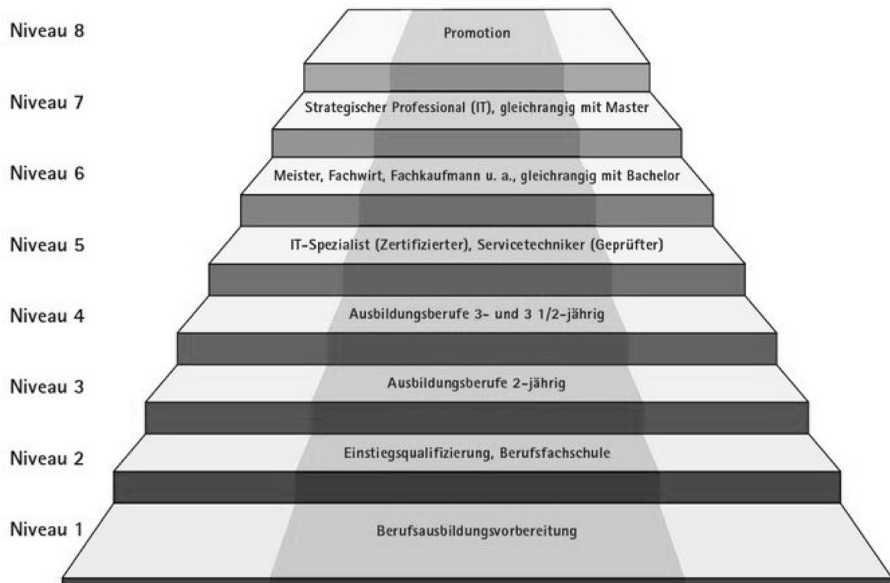 Niveau 8 Promotion
Niveau 7 Strategischer Professional (IT), gleichrangig mit Master
Niveau 6 Meister, Fachwirt, Fachkaufmann u. a., gleichrangig mit Bachelor
Niveau 5 IT-Spezialist (Zertifizierter), Servicetechniker (Geprüfter)
Niveau 4 Ausbildungsberufe 3- und 3 1/2-jährig
Niveau 3 Ausbildungsberufe 2-jährig
Niveau 2 Einstiegsqualifizierung, Berufsfachschule
Niveau 1 Berufsausbildungsvorbereitung